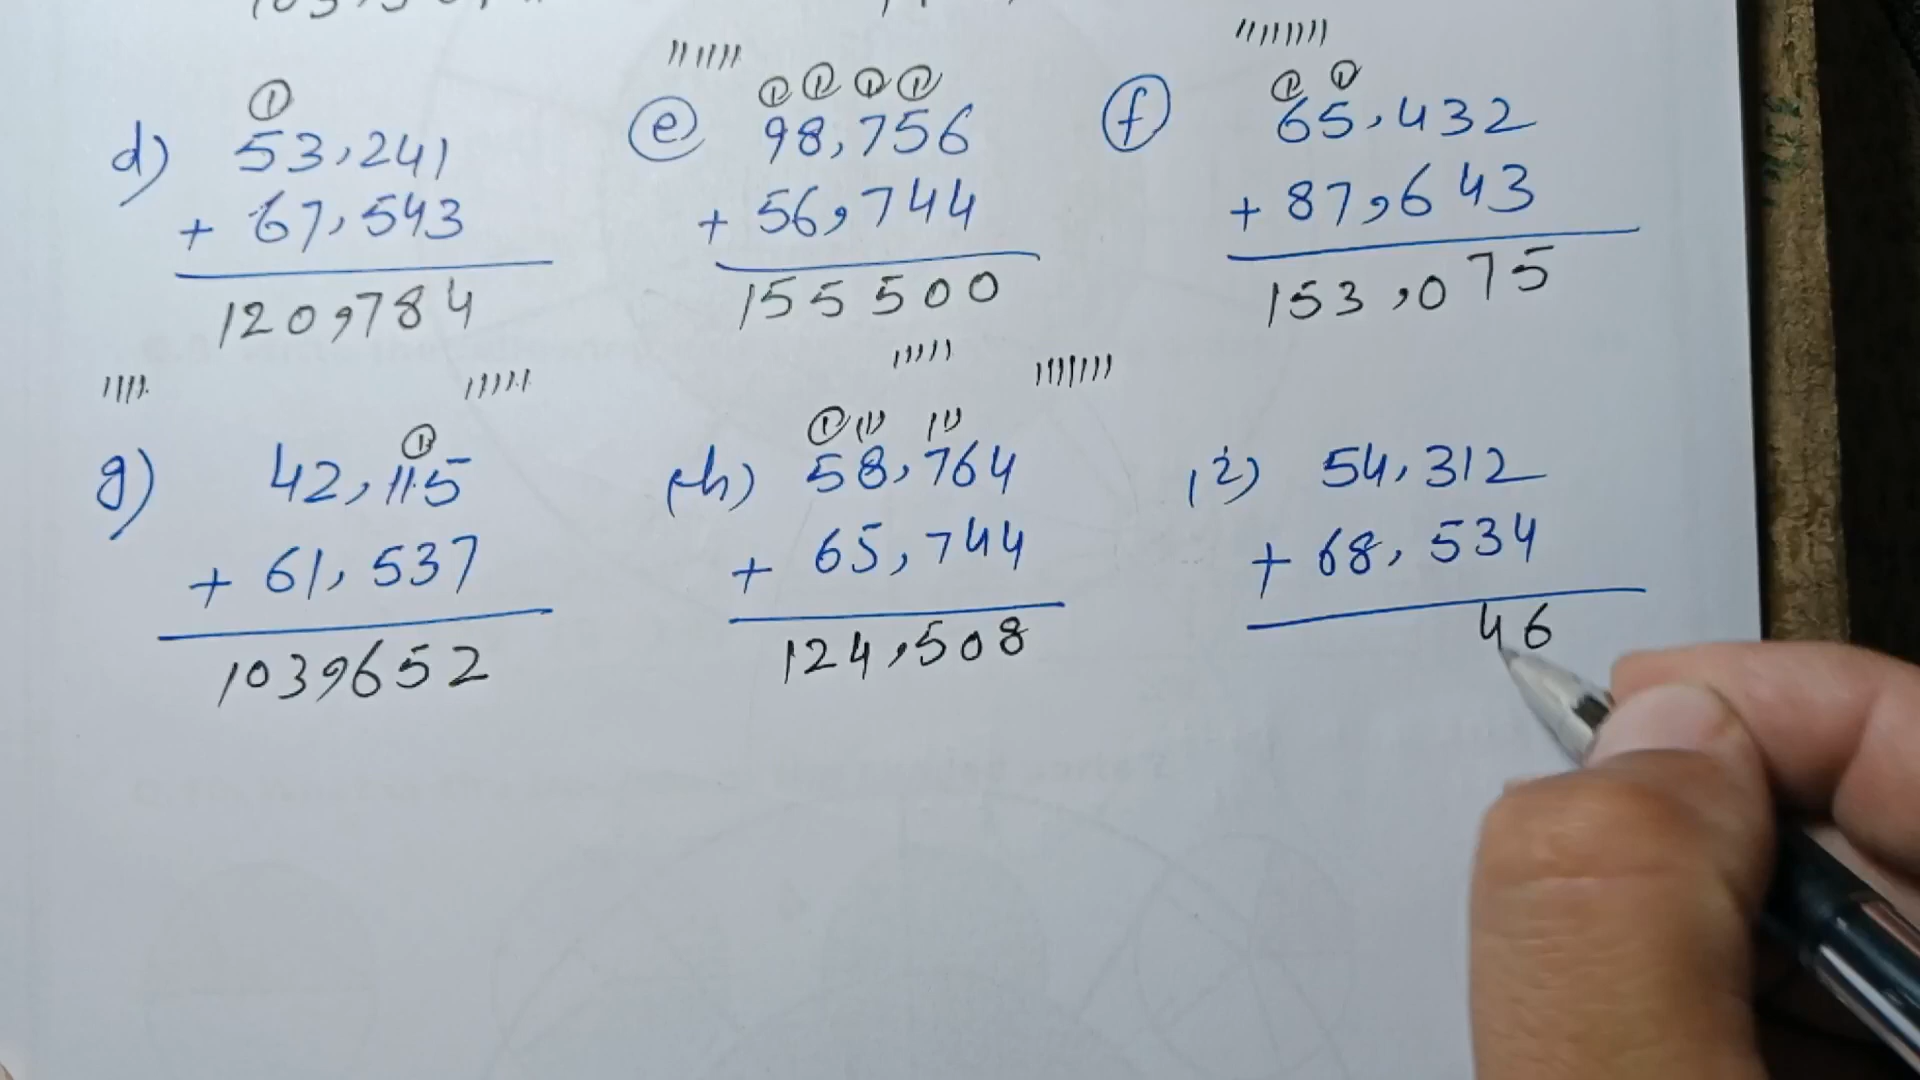 d) 53,241
+ 67,543
120,784
e 98,756
+ 56,744
155500
f 65,432
+ 87,643
153,075
g) 42,115
+ 61,537
103,652
(h) 58,764
+ 65,744
124,508
(i) 54,312
+ 68,534
46